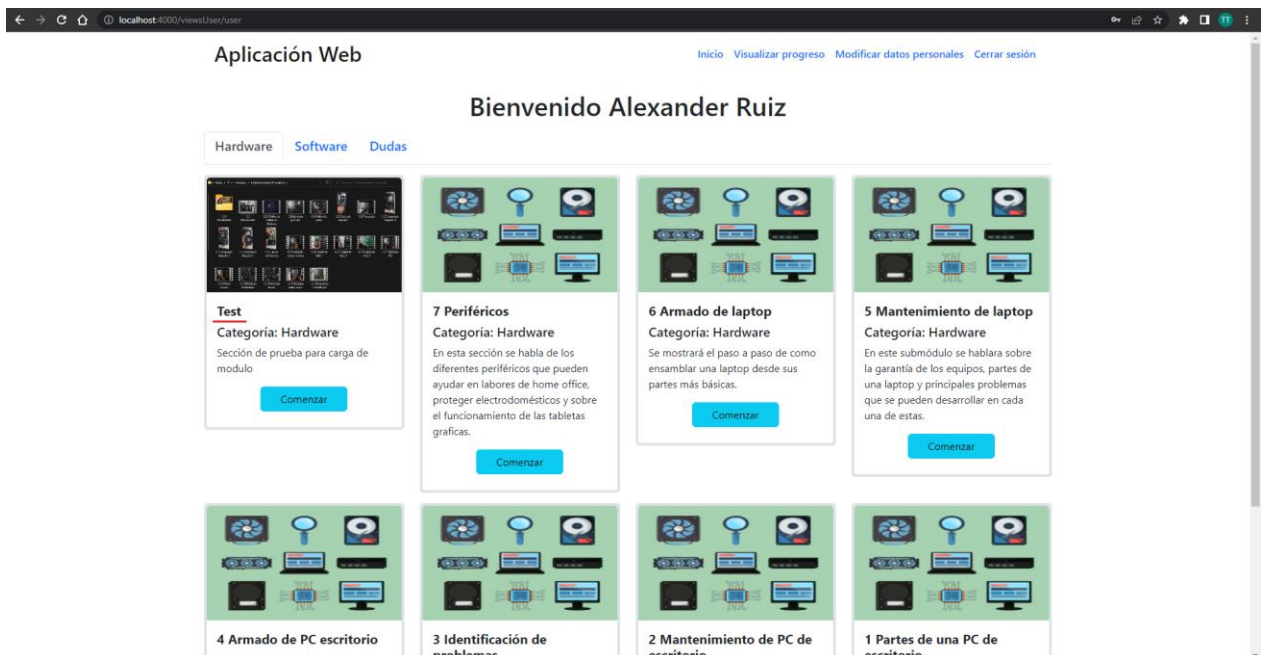 localhost:4000/viewsUser/user
TT
Aplicación Web
Inicio Visualizar progreso Modificar datos personales Cerrar sesión
Bienvenido Alexander Ruiz
Hardware Software Dudas
Test
Categoría: Hardware
Sección de prueba para carga de
modulo
Comenzar
7 Periféricos
Categoría: Hardware
En esta sección se habla de los
diferentes periféricos que pueden
ayudar en labores de home office,
proteger electrodomésticos y sobre
el funcionamiento de las tabletas
graficas.
Comenzar
6 Armado de laptop
Categoría: Hardware
Se mostrará el paso a paso de como
ensamblar una laptop desde sus
partes más básicas.
Comenzar
5 Mantenimiento de laptop
Categoría: Hardware
En este submódulo se hablara sobre
la garantía de los equipos, partes de
una laptop y principales problemas
que se pueden desarrollar en cada
una de estas.
Comenzar
4 Armado de PC escritorio
3 Identificación de
problemas
2 Mantenimiento de PC de
escritorio
1 Partes de una PC de
escritorio